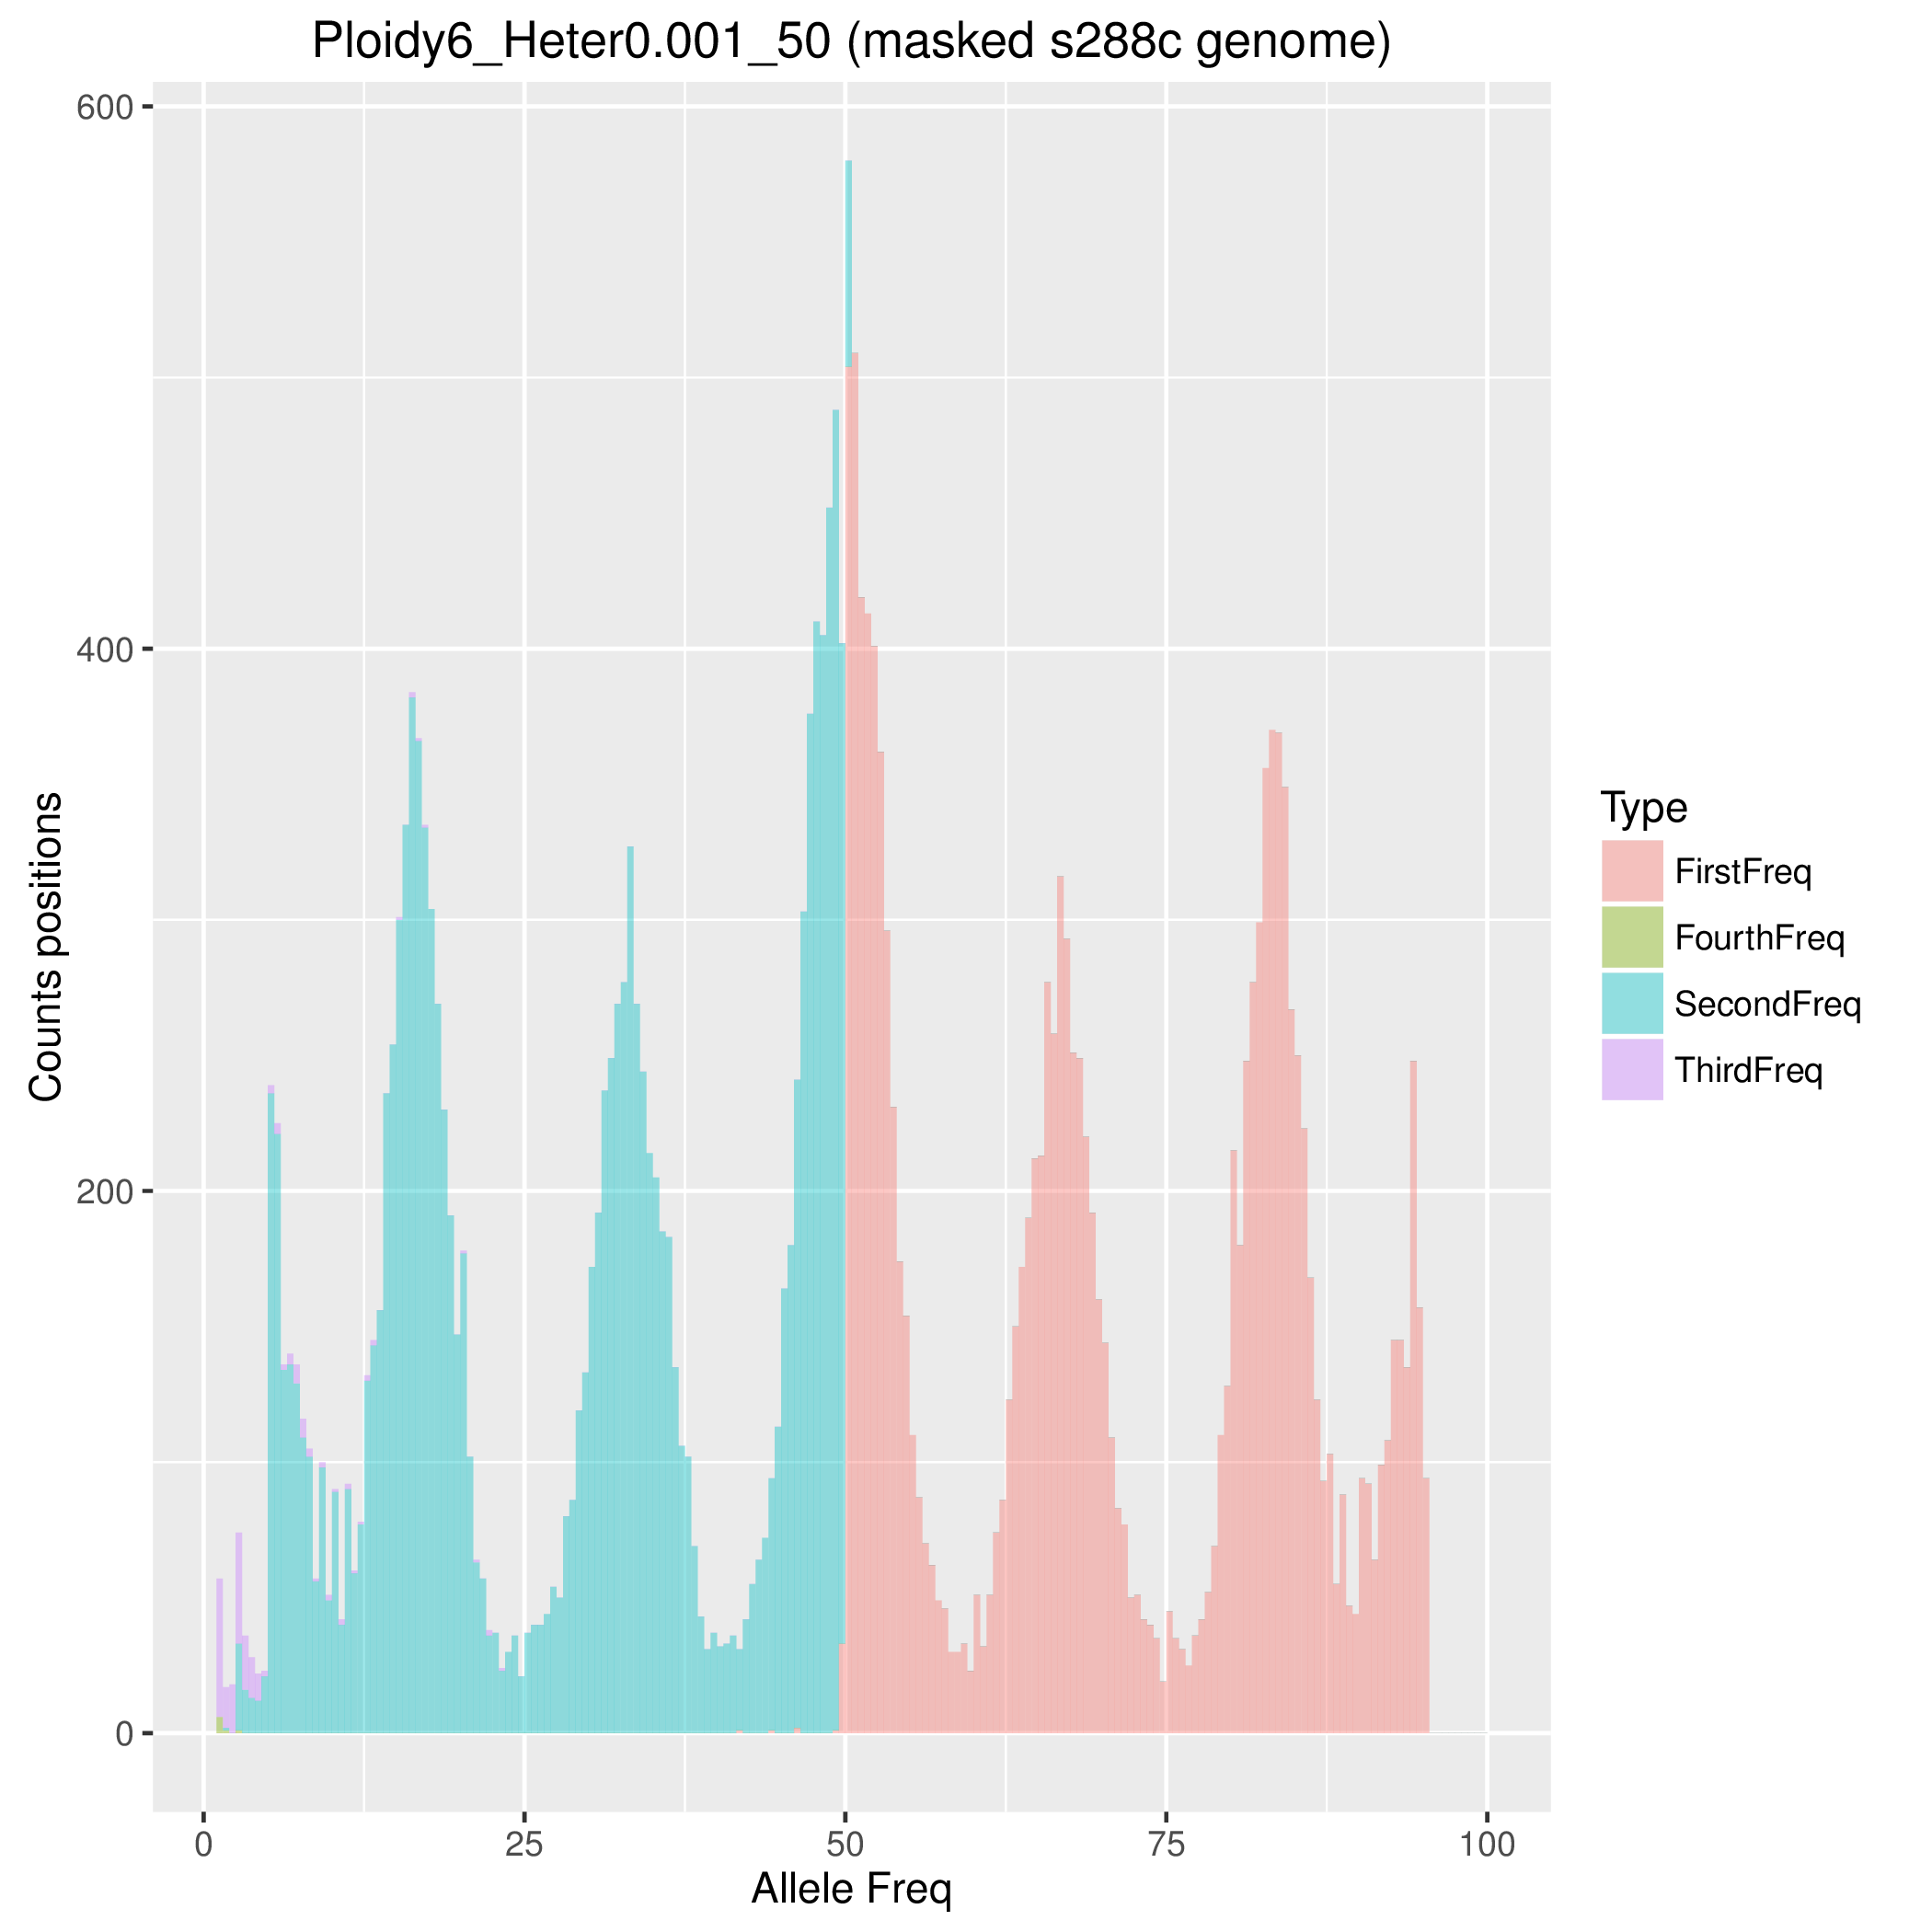 Ploidy6_Heter0.001_50 (masked s288c genome)
600
400
200
0
Counts positions
0 25 50 75 100
Allele Freq
Type
FirstFreq
FourthFreq
SecondFreq
ThirdFreq